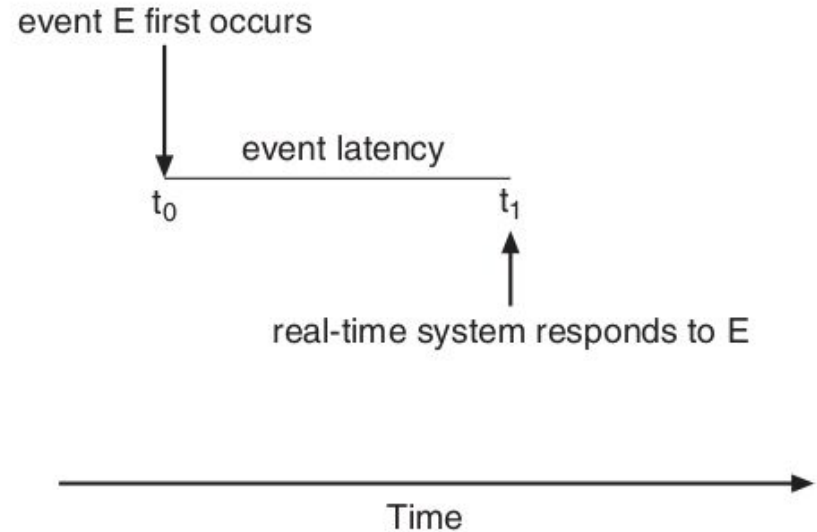 event E first occurs
event latency
t₀
t₁
real-time system responds to E
Time